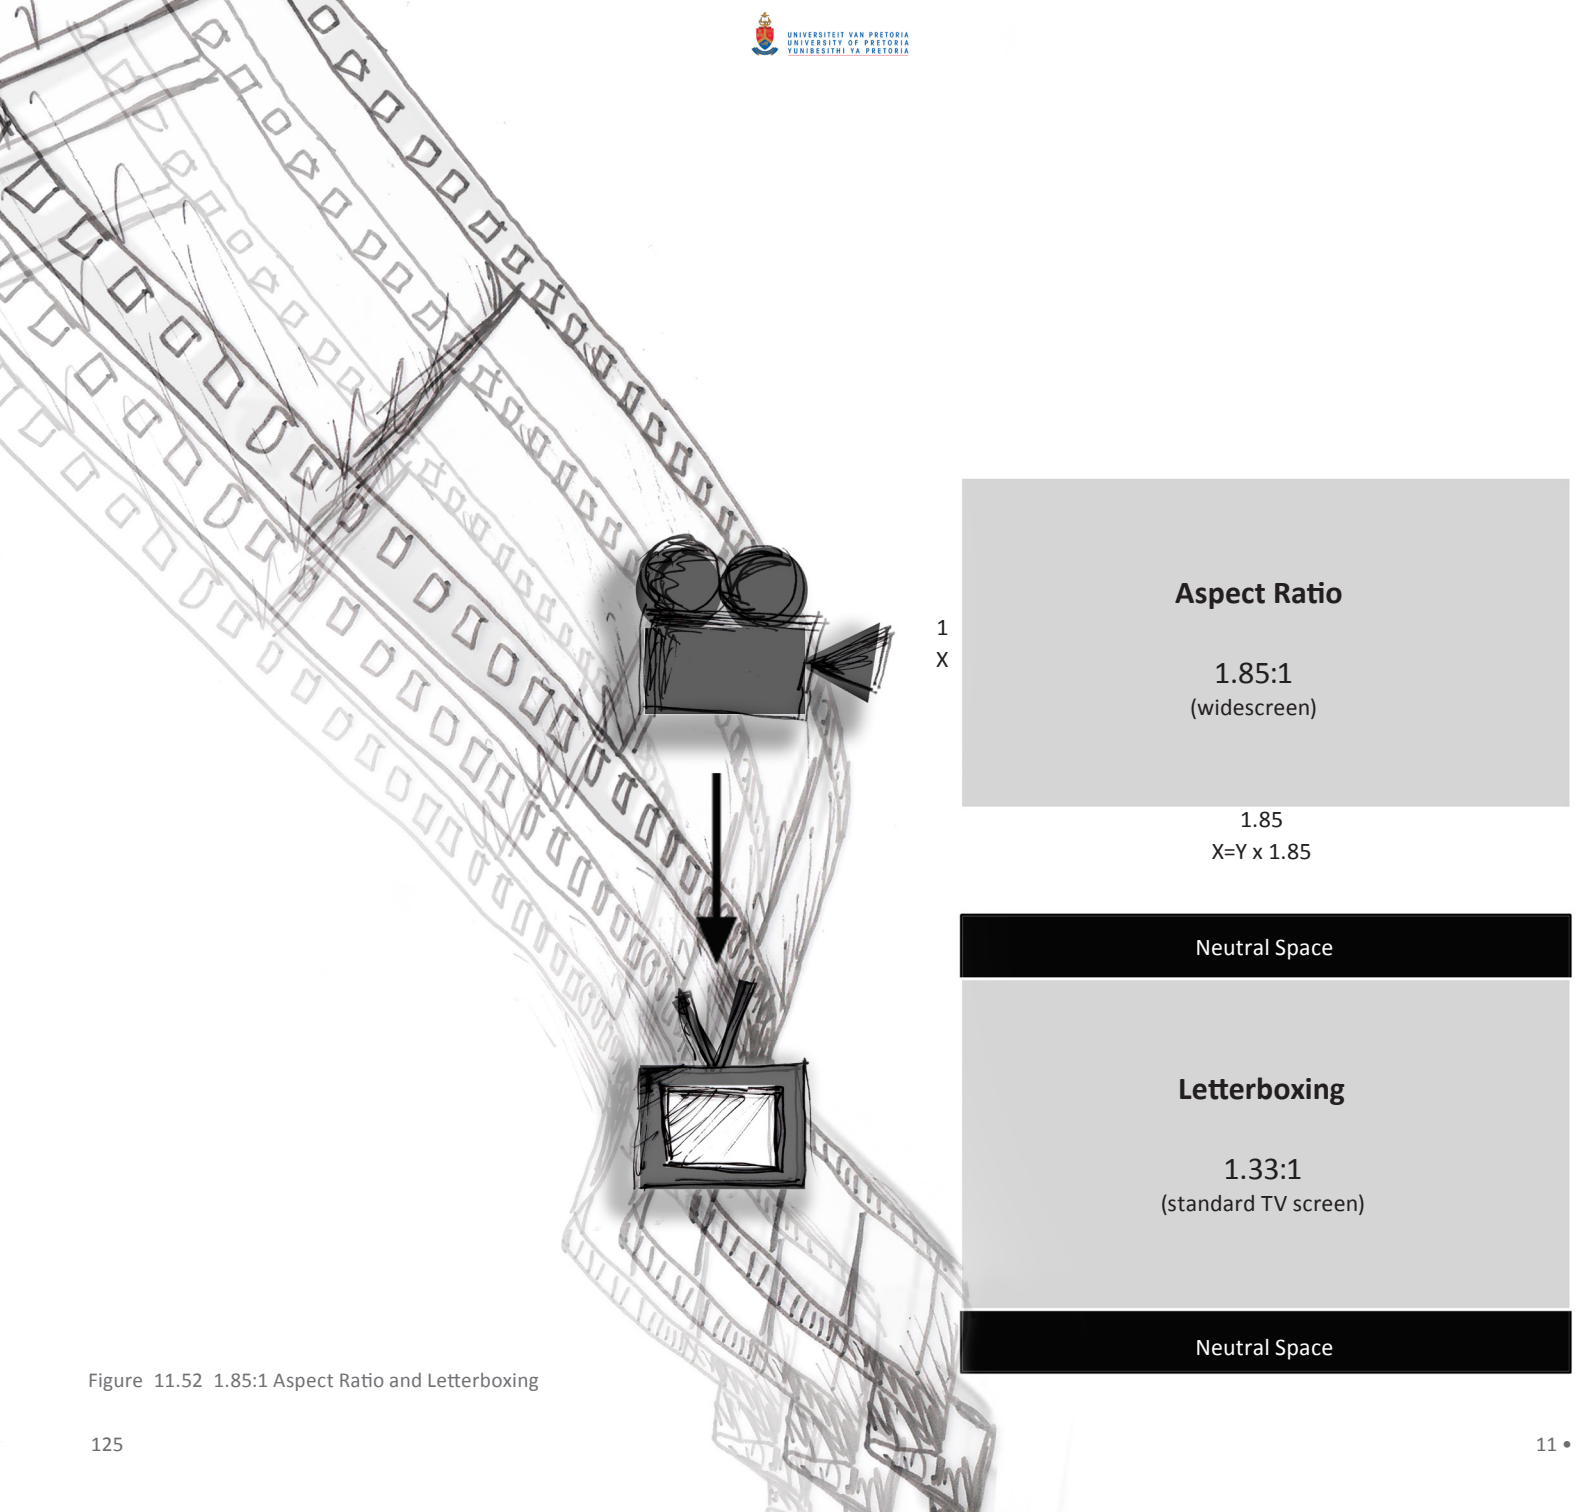 UNIVERSITEIT VAN PRETORIA
UNIVERSITY OF PRETORIA
YUNIBESITHI YA PRETORIA
Aspect Ratio
1
X
1.85:1
(widescreen)
1.85
X=Y x 1.85
Neutral Space
Letterboxing
1.33:1
(standard TV screen)
Neutral Space
Figure 11.52 1.85:1 Aspect Ratio and Letterboxing
125
11 •